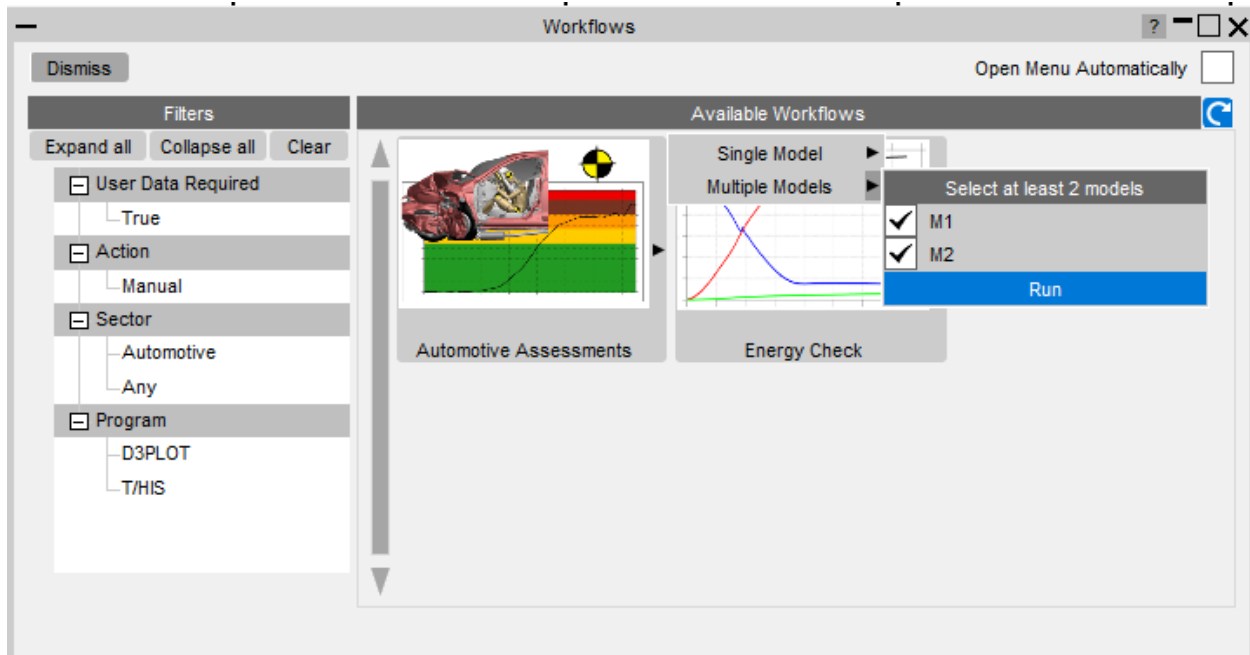 Workflows
?
Dismiss
Open Menu Automatically
Filters
Available Workflows
Expand all Collapse all Clear
User Data Required
True
Action
Manual
Sector
Automotive
Any
Program
D3PLOT
T/HIS
Single Model
Multiple Models
Select at least 2 models
M1
M2
Run
Automotive Assessments
Energy Check